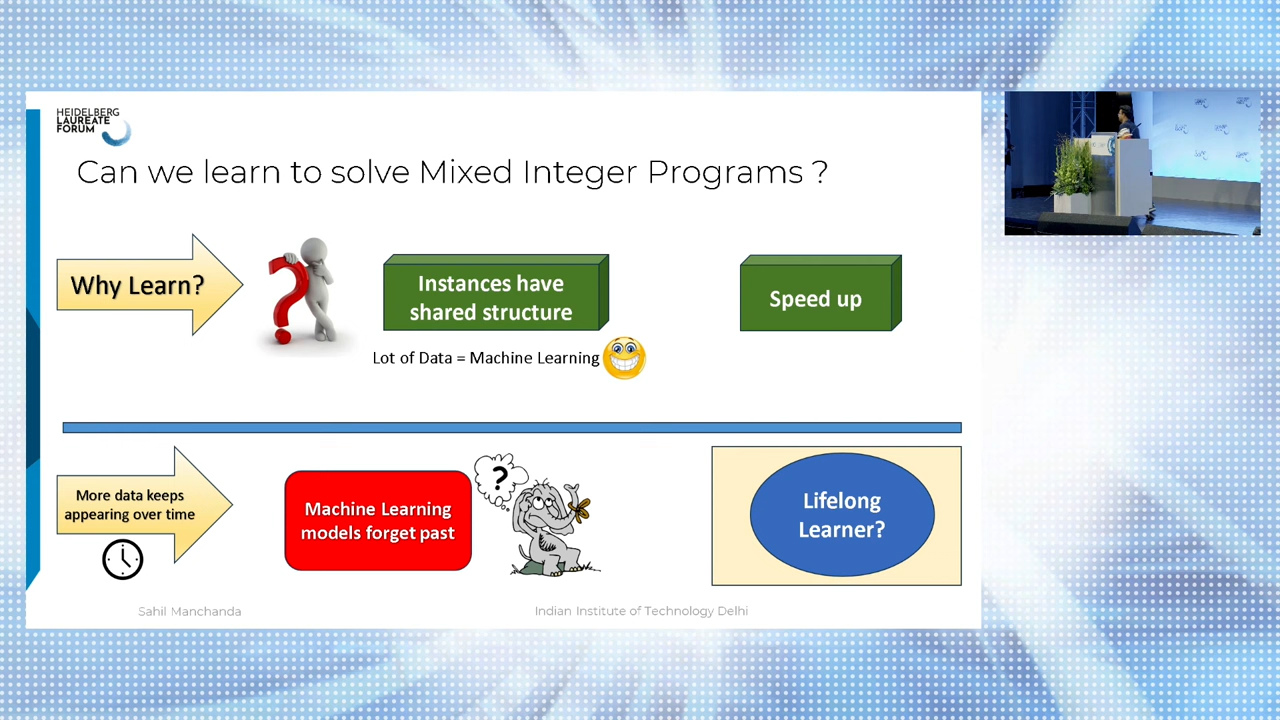 HEIDELBERG
LAUREATE
FORUM
Can we learn to solve Mixed Integer Programs ?
Why Learn?
Instances have
shared structure
Speed up
Lot of Data = Machine Learning
More data keeps
appearing over time
Machine Learning
models forget past
?
Lifelong
Learner?
Sahil Manchanda
Indian Institute of Technology Delhi